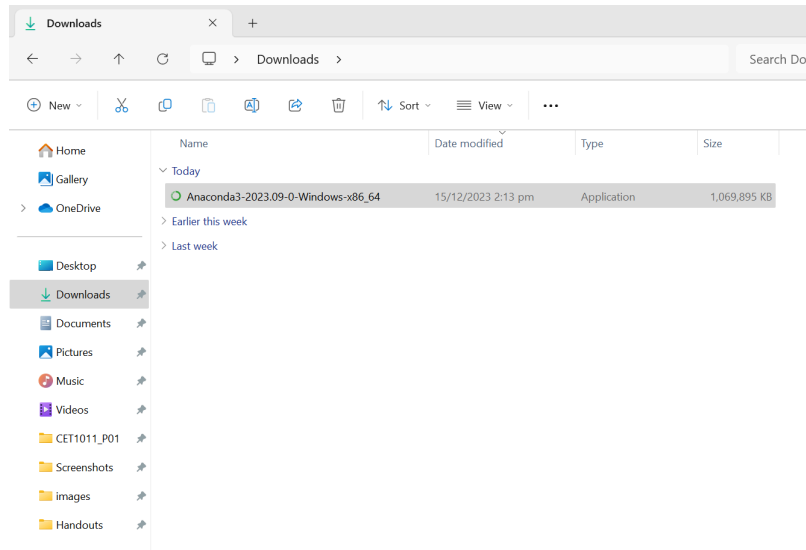 Downloads
Downloads
Search Do
New
Sort
View
Name Date modified Type Size
Today
Anaconda3-2023.09-0-Windows-x86_64 15/12/2023 2:13 pm Application 1,069,895 KB
Earlier this week
Last week
Home
Gallery
OneDrive
Desktop
Downloads
Documents
Pictures
Music
Videos
CET1011_P01
Screenshots
images
Handouts